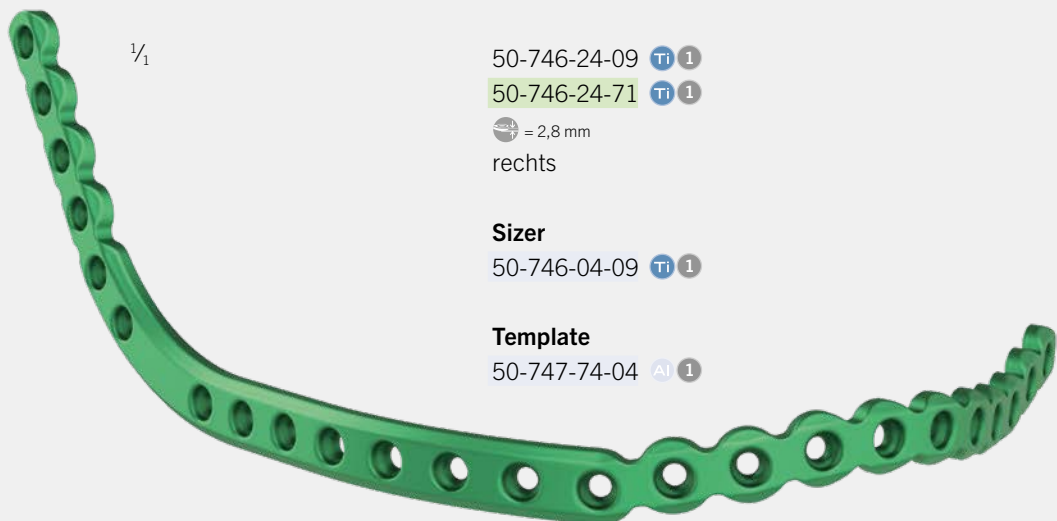 1/1
50-746-24-09 Ti 1
50-746-24-71 Ti 1
= 2,8 mm
rechts
Sizer
50-746-04-09 Ti 1
Template
50-747-74-04 Al 1